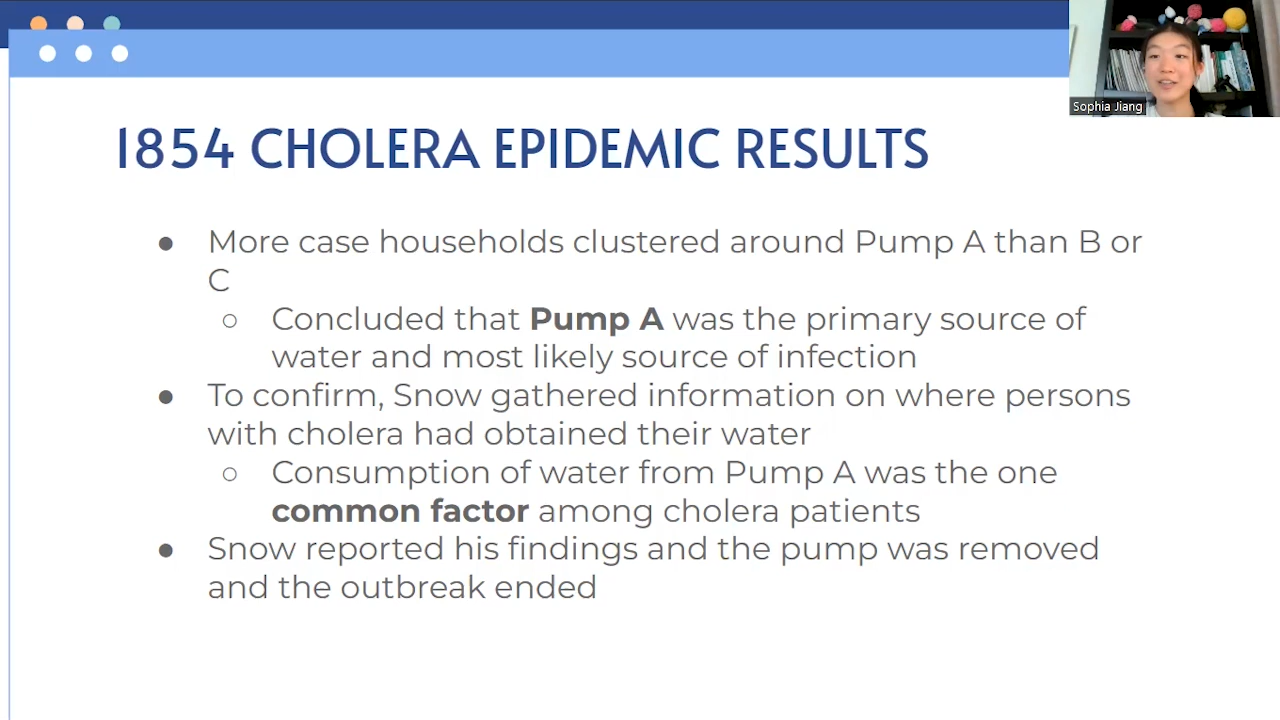 Sophia Jiang
1854 CHOLERA EPIDEMIC RESULTS
● More case households clustered around Pump A than B or
C
○ Concluded that Pump A was the primary source of
water and most likely source of infection
● To confirm, Snow gathered information on where persons
with cholera had obtained their water
○ Consumption of water from Pump A was the one
common factor among cholera patients
● Snow reported his findings and the pump was removed
and the outbreak ended